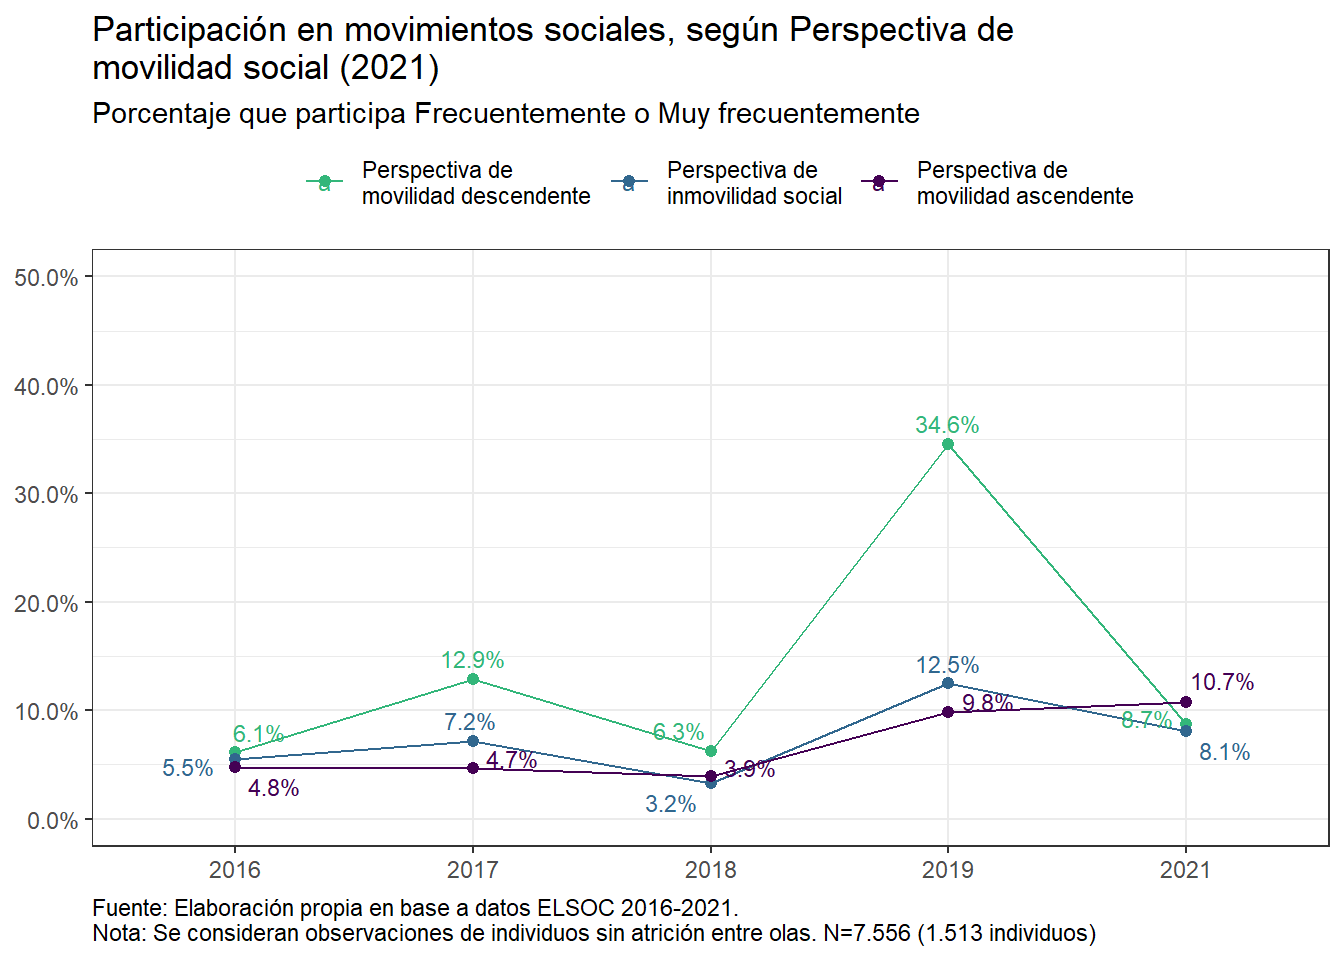 Participación en movimientos sociales, según Perspectiva de
movilidad social (2021)
Porcentaje que participa Frecuentemente o Muy frecuentemente
a Perspectiva de
movilidad descendente
a Perspectiva de
inmovilidad social
a Perspectiva de
movilidad ascendente
50.0%
40.0%
30.0%
20.0%
10.0%
0.0%
34.6%
12.9%
12.5%
10.7%
9.8%
8.7%
7.2%
6.1%
6.3%
5.5%
4.7%
3.9%
4.8%
3.2%
8.1%
2016 2017 2018 2019 2021
Fuente: Elaboración propia en base a datos ELSOC 2016-2021.
Nota: Se consideran observaciones de individuos sin atrición entre olas. N=7.556 (1.513 individuos)